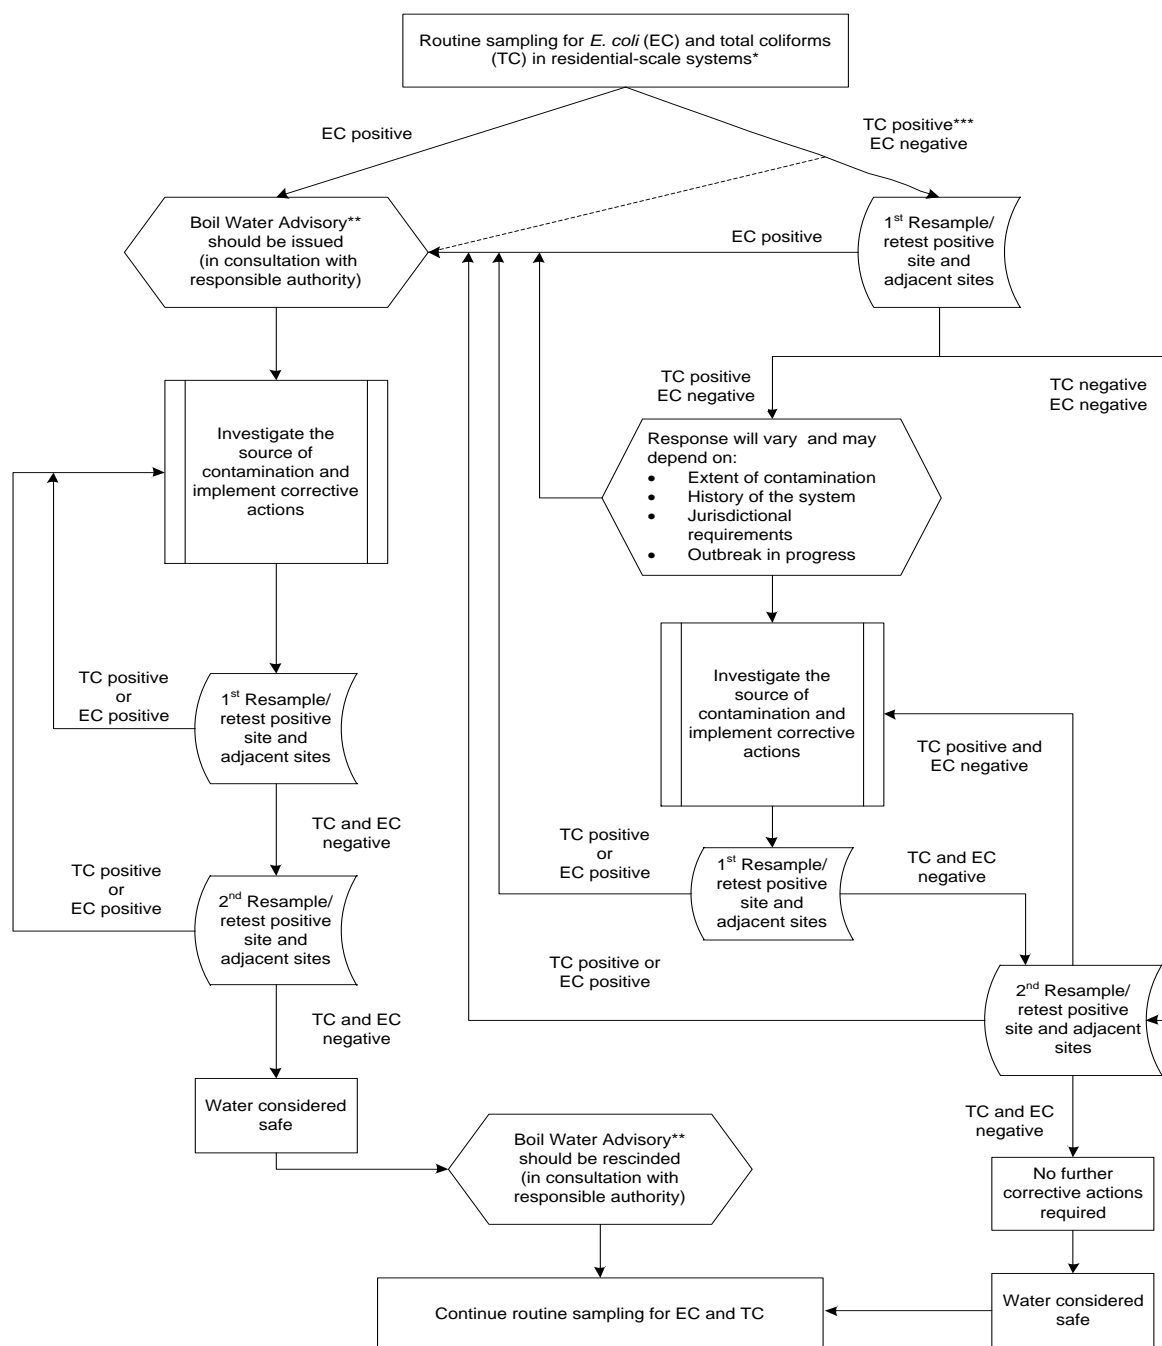 Routine sampling for E. coli (EC) and total coliforms
(TC) in residential-scale systems*
EC positive
TC positive***
EC negative
Boil Water Advisory**
should be issued
(in consultation with
responsible authority)
EC positive
1st Resample/
retest positive
site and
adjacent sites
TC positive
EC negative
TC negative
EC negative
Investigate the
source of
contamination and
implement corrective
actions
Response will vary and may
depend on:
• Extent of contamination
• History of the system
• Jurisdictional
requirements
• Outbreak in progress
TC positive
or
EC positive
1st Resample/
retest positive
site and
adjacent sites
Investigate the
source of
contamination and
implement corrective
actions
TC positive and
EC negative
TC and EC
negative
TC positive
or
EC positive
1st Resample/
retest positive
site and
adjacent sites
TC and EC
negative
TC positive
or
EC positive
2nd Resample/
retest positive
site and
adjacent sites
TC positive or
EC positive
2nd Resample/
retest positive
site and adjacent
sites
TC and EC
negative
TC and EC
negative
Water considered
safe
Boil Water Advisory**
should be rescinded
(in consultation with
responsible authority)
No further
corrective actions
required
Continue routine sampling for EC and TC
Water considered
safe